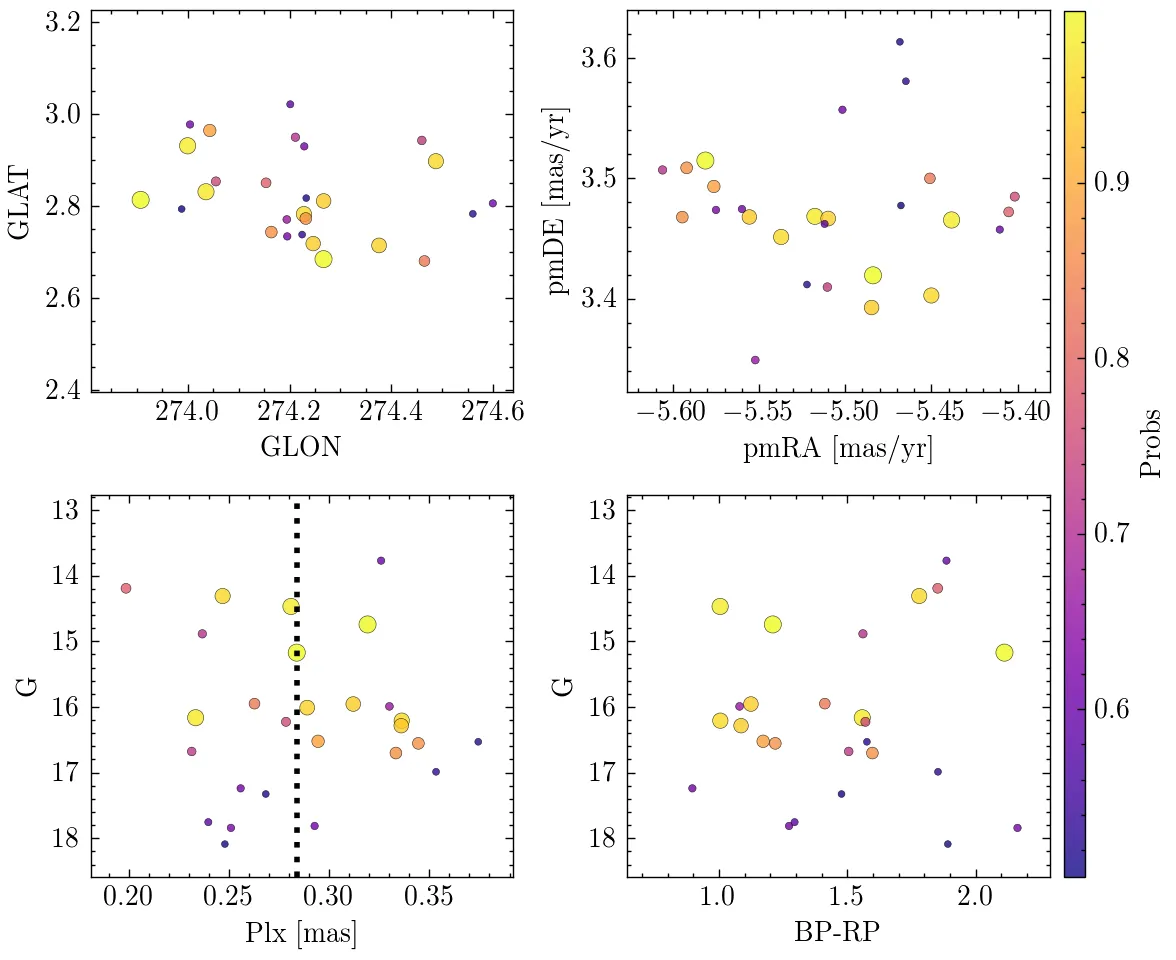 3.2
3.0
2.8
2.6
2.4
GLAT
274.0 274.2 274.4 274.6
GLON
3.6
3.5
3.4
pmDE [mas/yr]
−5.60 −5.55 −5.50 −5.45 −5.40
pmRA [mas/yr]
0.9
0.8
0.7
0.6
Probs
13
14
15
16
17
18
G
0.20 0.25 0.30 0.35
Plx [mas]
13
14
15
16
17
18
G
1.0 1.5 2.0
BP-RP